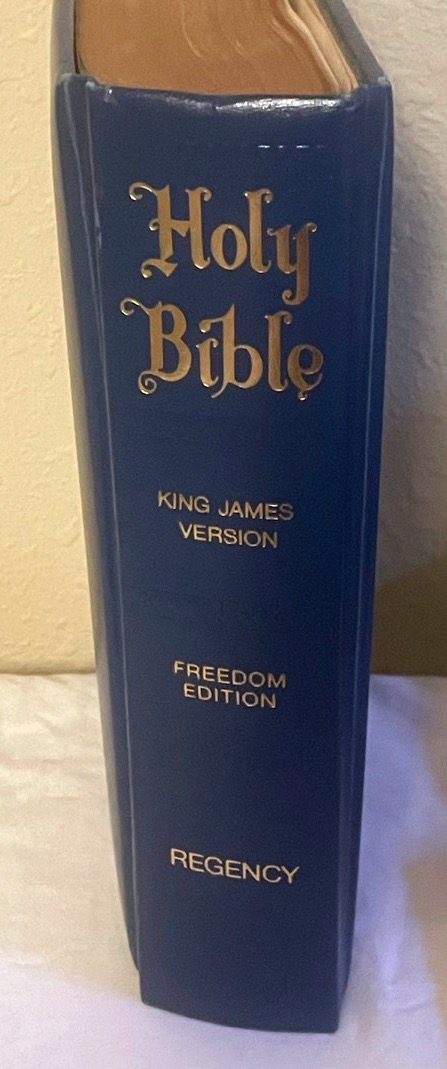 Holy
Bible
KING JAMES
VERSION
FREEDOM
EDITION
REGENCY